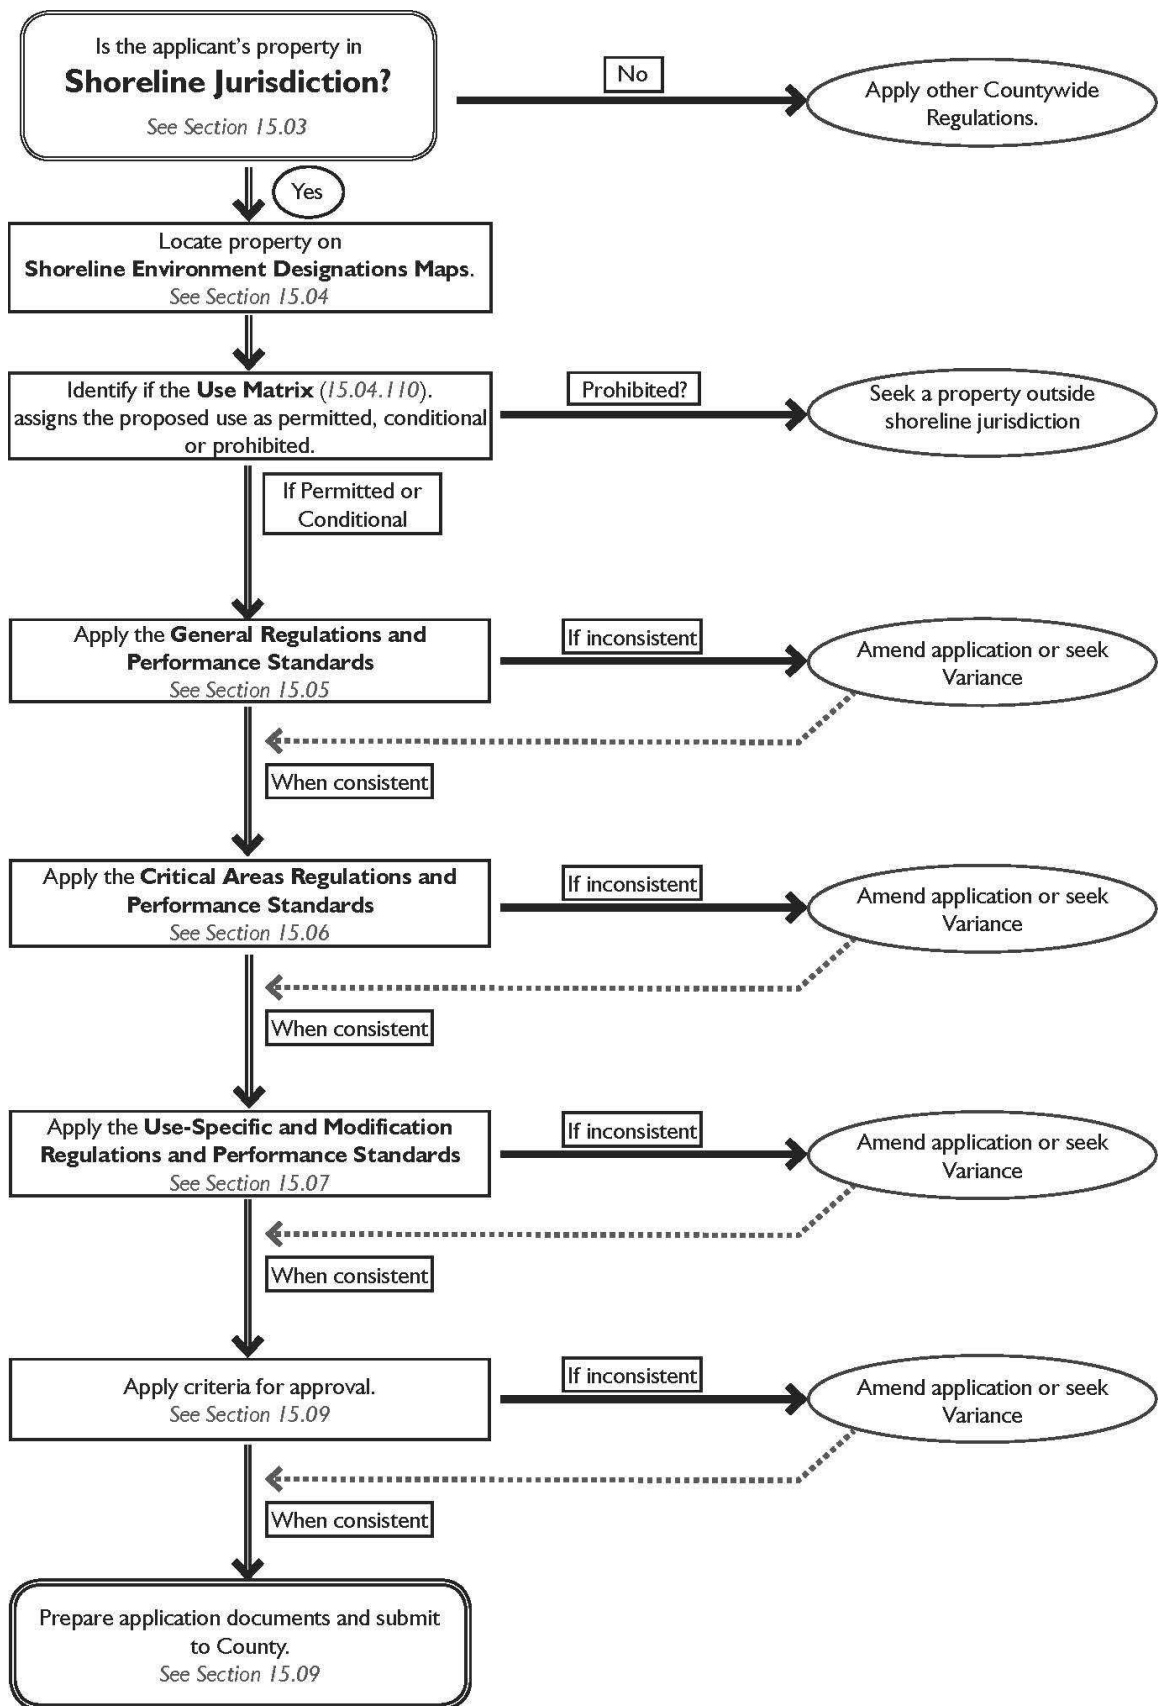 Is the applicant's property in
Shoreline Jurisdiction?
See Section 15.03
No
Apply other Countywide
Regulations.
Yes
Locate property on
Shoreline Environment Designations Maps.
See Section 15.04
Identify if the Use Matrix (15.04.110).
assigns the proposed use as permitted, conditional
or prohibited.
Prohibited?
Seek a property outside
shoreline jurisdiction
If Permitted or
Conditional
Apply the General Regulations and
Performance Standards
See Section 15.05
If inconsistent
Amend application or seek
Variance
When consistent
Apply the Critical Areas Regulations and
Performance Standards
See Section 15.06
If inconsistent
Amend application or seek
Variance
When consistent
Apply the Use-Specific and Modification
Regulations and Performance Standards
See Section 15.07
If inconsistent
Amend application or seek
Variance
When consistent
Apply criteria for approval.
See Section 15.09
If inconsistent
Amend application or seek
Variance
When consistent
Prepare application documents and submit
to County.
See Section 15.09